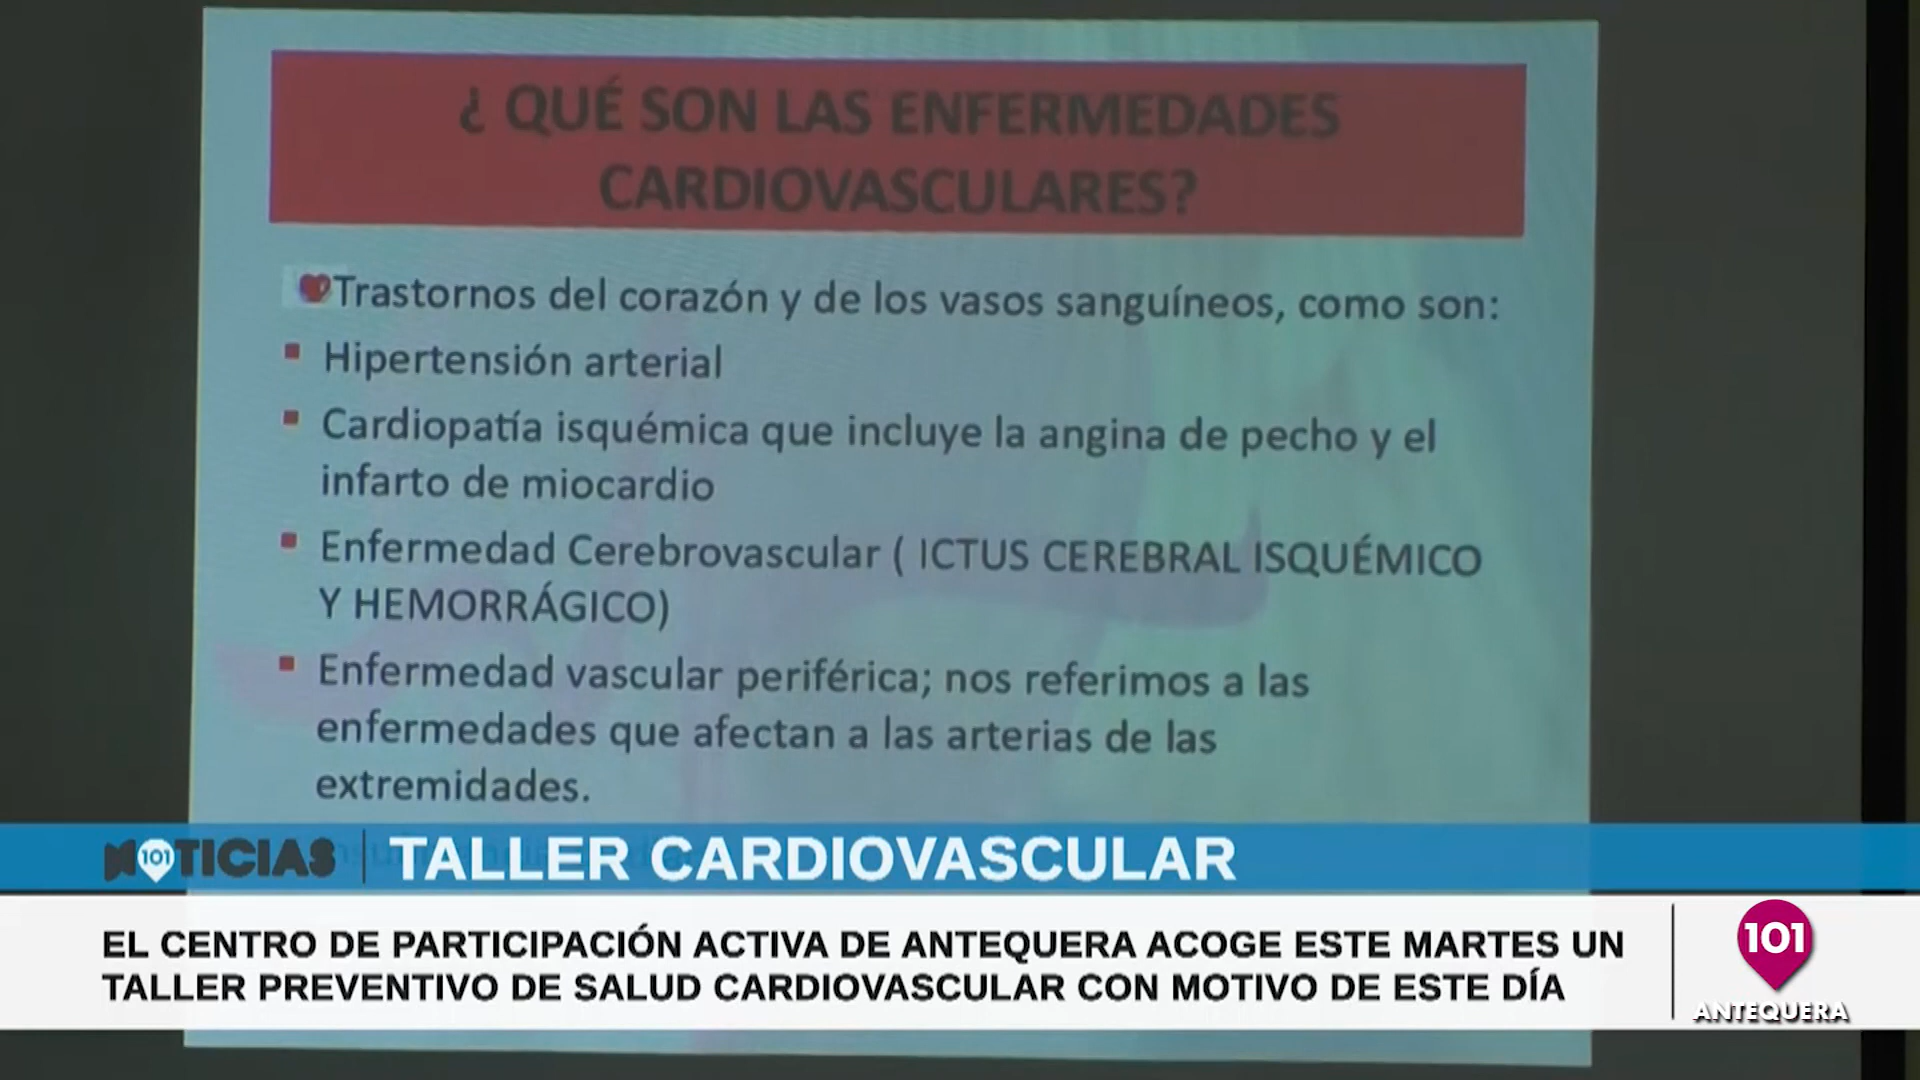 ¿ QUÉ SON LAS ENFERMEDADES
CARDIOVASCULARES?
Trastornos del corazón y de los vasos sanguíneos, como son:
Hipertensión arterial
Cardiopatía isquémica que incluye la angina de pecho y el
infarto de miocardio
Enfermedad Cerebrovascular ( ICTUS CEREBRAL ISQUÉMICO
Y HEMORRÁGICO)
Enfermedad vascular periférica; nos referimos a las
enfermedades que afectan a las arterias de las
extremidades.
NOTICIAS
101
TALLER CARDIOVASCULAR
EL CENTRO DE PARTICIPACIÓN ACTIVA DE ANTEQUERA ACOGE ESTE MARTES UN
TALLER PREVENTIVO DE SALUD CARDIOVASCULAR CON MOTIVO DE ESTE DÍA
101
ANTEQUERA